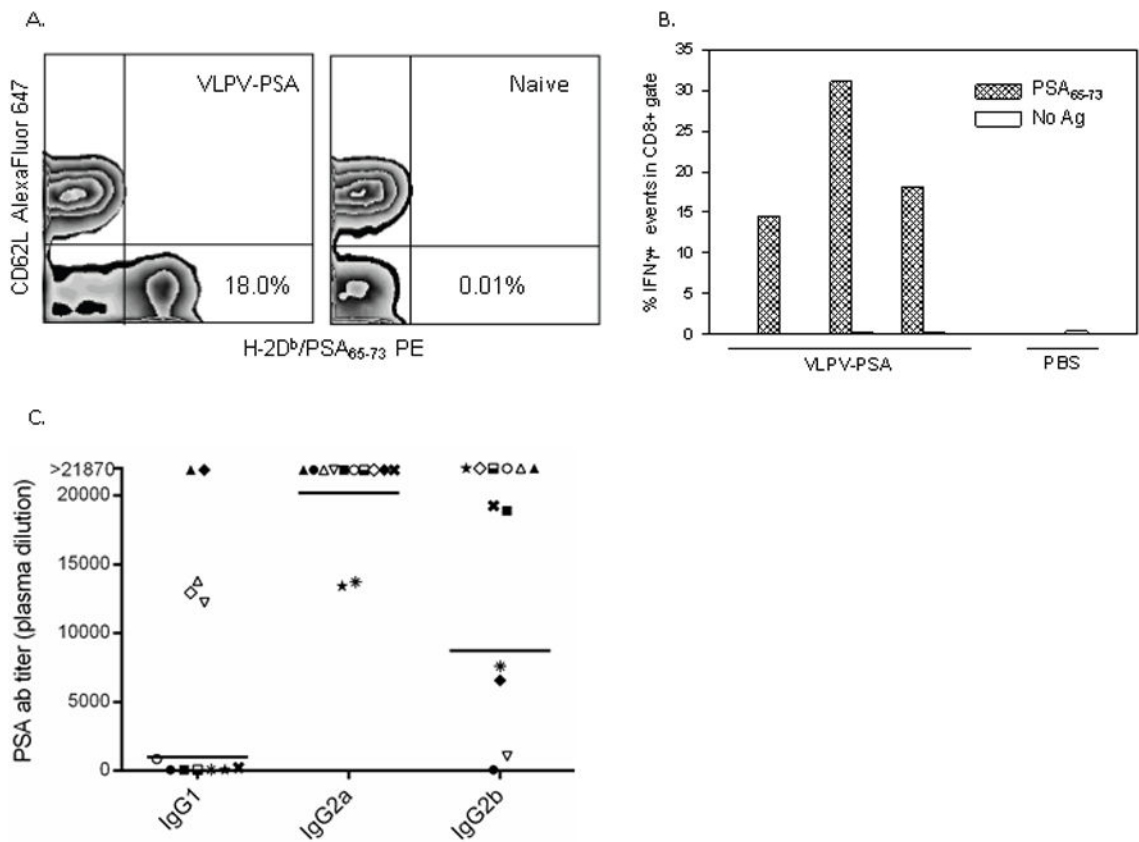 A.
VLPV-PSA
Naive
CD62L AlexaFluor 647
18.0%
0.01%
H-2Dᵇ/PSA₆₅₋₇₃ PE
B.
35
30
25
20
15
10
5
0
% IFNγ+ events in CD8+ gate
PSA₆₅₋₇₃
No Ag
VLPV-PSA
PBS
C.
>21870
20000
15000
10000
5000
0
PSA ab titer (plasma dilution)
IgG1
IgG2a
IgG2b